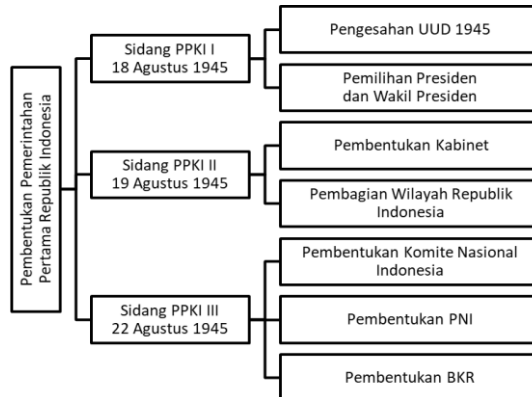 Pembentukan Pemerintahan
Pertama Republik Indonesia
Sidang PPKI I
18 Agustus 1945
Pengesahan UUD 1945
Pemilihan Presiden
dan Wakil Presiden
Sidang PPKI II
19 Agustus 1945
Pembentukan Kabinet
Pembagian Wilayah Republik
Indonesia
Sidang PPKI III
22 Agustus 1945
Pembentukan Komite Nasional
Indonesia
Pembentukan PNI
Pembentukan BKR